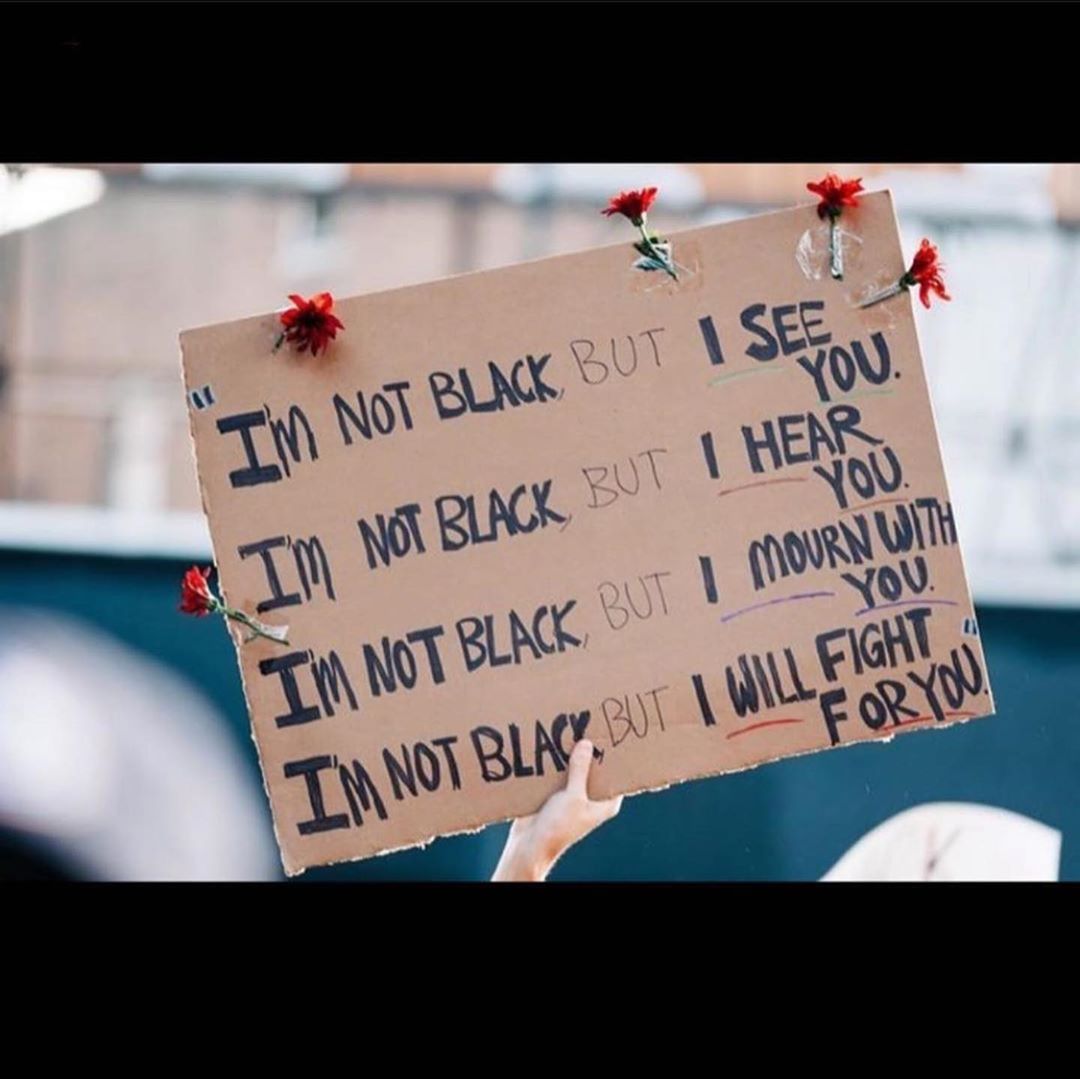 "I'M NOT BLACK, BUT I SEE
YOU.
I'M NOT BLACK, BUT I HEAR
YOU.
I'M NOT BLACK, BUT I MOURN WITH
YOU.
I'M NOT BLACK, BUT I WILL FIGHT
FOR YOU."